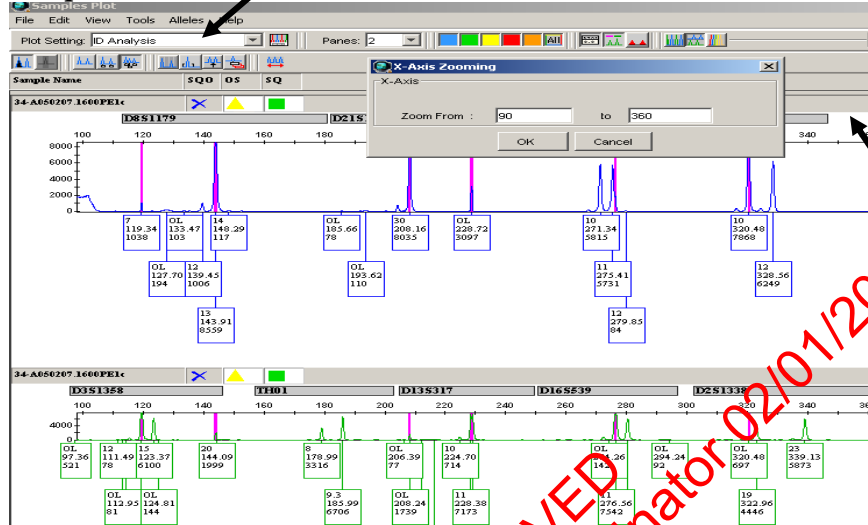 Samples Plot
File Edit View Tools Alleles Help
Plot Setting: ID Analysis Panes: 2 All
X-Axis Zooming
X-Axis
Zoom From : 90 to 360
OK Cancel
Sample Name SQO OS SQ
34-A050207.1600PE1c
D8S1179 D21S
100 120 140 160 180 340
8000
6000
4000
2000
0
7 OL 14 OL 30 OL 10 10
119.34 133.47 148.29 185.66 208.16 228.72 271.34 320.48
1038 103 117 78 8035 3097 5815 7868
OL 12 OL 11 12
127.70 139.45 193.62 275.41 328.56
194 1006 110 5731 6249
13 12
143.91 279.85
8559 84
34-A050207.1600PE1c
D3S1358 TH01 D13S317 D16S539 D2S1338
100 120 140 160 180 200 220 240 260 280 300 320 340
4000
0
OL 12 15 20 8 OL 10 OL OL OL 23
97.36 111.49 123.37 144.09 178.99 206.39 224.70 294.24 320.48 339.13
521 78 6100 1999 3316 77 714 92 697 5873
OL OL 9.3 OL 11 11 19
112.95 124.81 185.99 208.24 228.38 276.56 322.96
81 144 6706 1739 7173 7542 4446